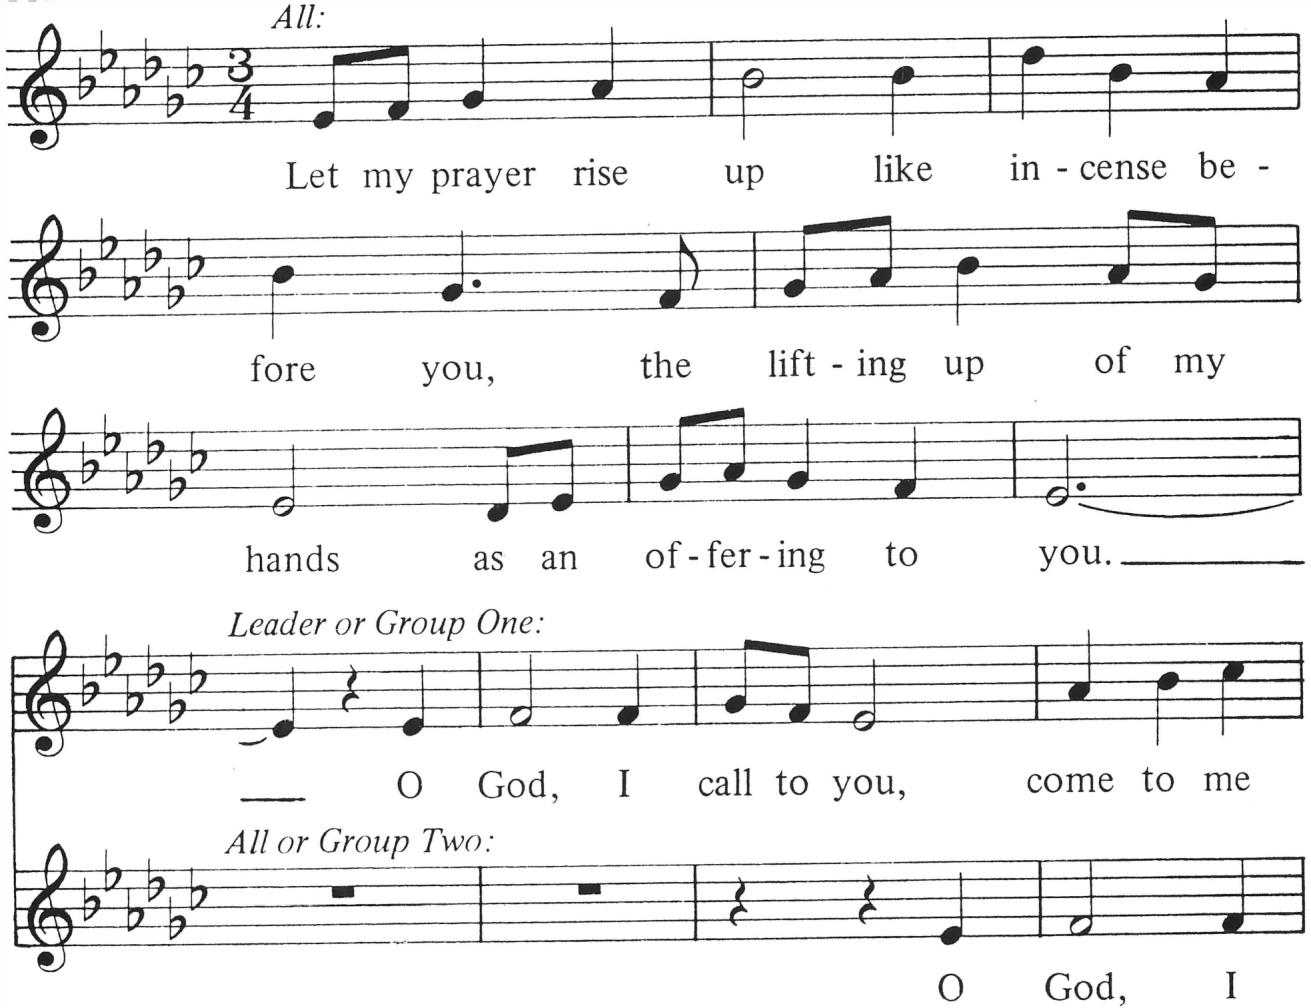 All:
3
4
Let my prayer rise up like in - cense be -
fore you, the lift - ing up of my
hands as an of - fer - ing to you.
Leader or Group One:
O God, I call to you, come to me
All or Group Two:
O God, I